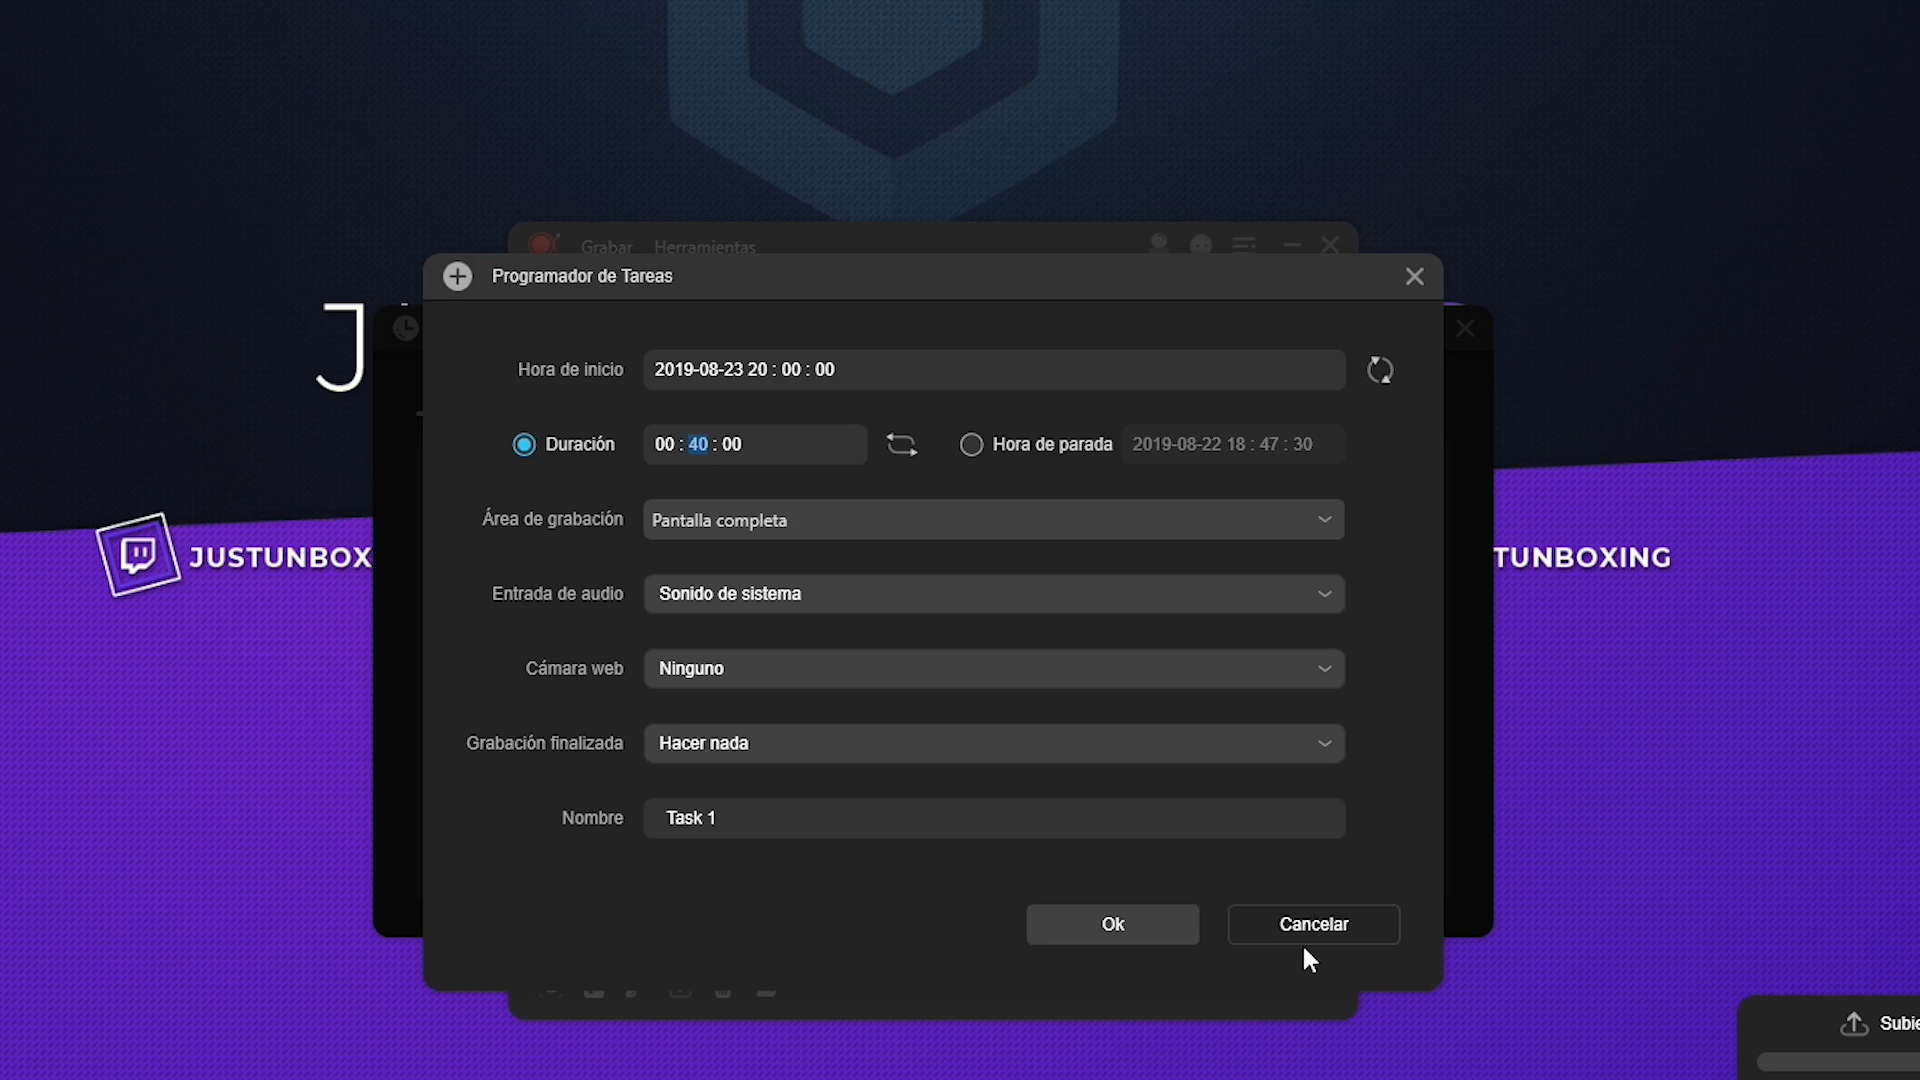 Grabar Herramientas
Programador de Tareas
Hora de inicio 2019-08-23 20 : 00 : 00
Duración 00 : 40 : 00 Hora de parada 2019-08-22 18 : 47 : 30
Área de grabación Pantalla completa
JUSTUNBOX
TUNBOXING
Entrada de audio Sonido de sistema
Cámara web Ninguno
Grabación finalizada Hacer nada
Nombre Task 1
Ok Cancelar